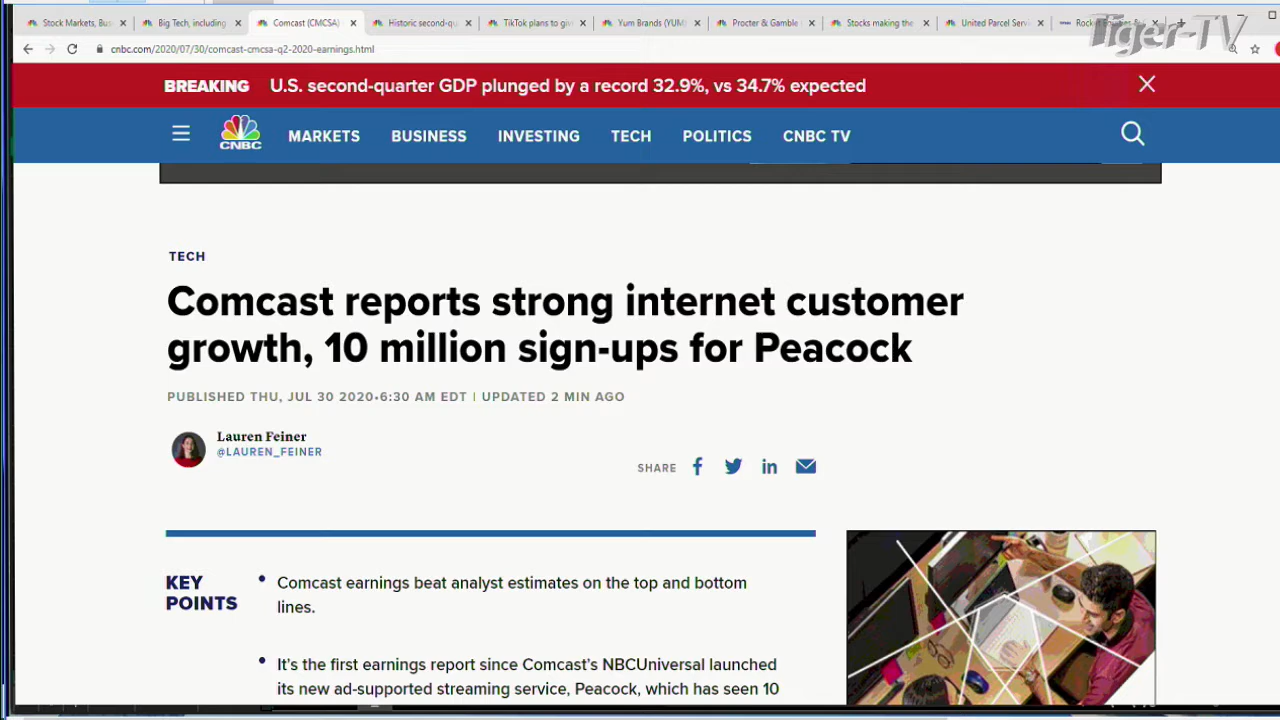 Stock Markets, Bus
Big Tech, including
Comcast (CMCSA)
Historic second-qu
TikTok plans to giv
Yum Brands (YUM)
Procter & Gamble
Stocks making the
United Parcel Servi
Rocket
Tiger-TV
cnbc.com/2020/07/30/comcast-cmcsa-q2-2020-earnings.html
BREAKING U.S. second-quarter GDP plunged by a record 32.9%, vs 34.7% expected
CNBC
MARKETS BUSINESS INVESTING TECH POLITICS CNBC TV
TECH
Comcast reports strong internet customer
growth, 10 million sign-ups for Peacock
PUBLISHED THU, JUL 30 2020•6:30 AM EDT | UPDATED 2 MIN AGO
Lauren Feiner
@LAUREN_FEINER
SHARE
KEY
POINTS
• Comcast earnings beat analyst estimates on the top and bottom
lines.
• It's the first earnings report since Comcast's NBCUniversal launched
its new ad-supported streaming service, Peacock, which has seen 10